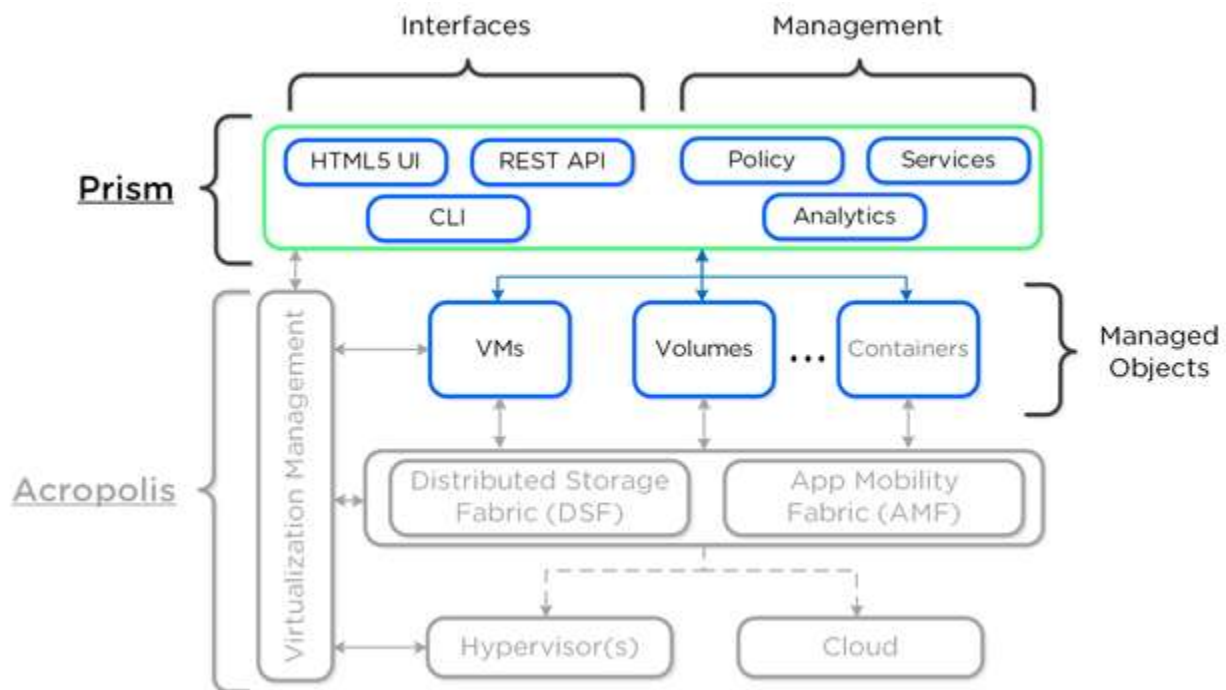 Interfaces
Management
HTML5 UI
REST API
Policy
Services
Prism
CLI
Analytics
Virtualization Management
VMs
Volumes
...
Containers
Managed
Objects
Acropolis
Distributed Storage
Fabric (DSF)
App Mobility
Fabric (AMF)
Hypervisor(s)
Cloud